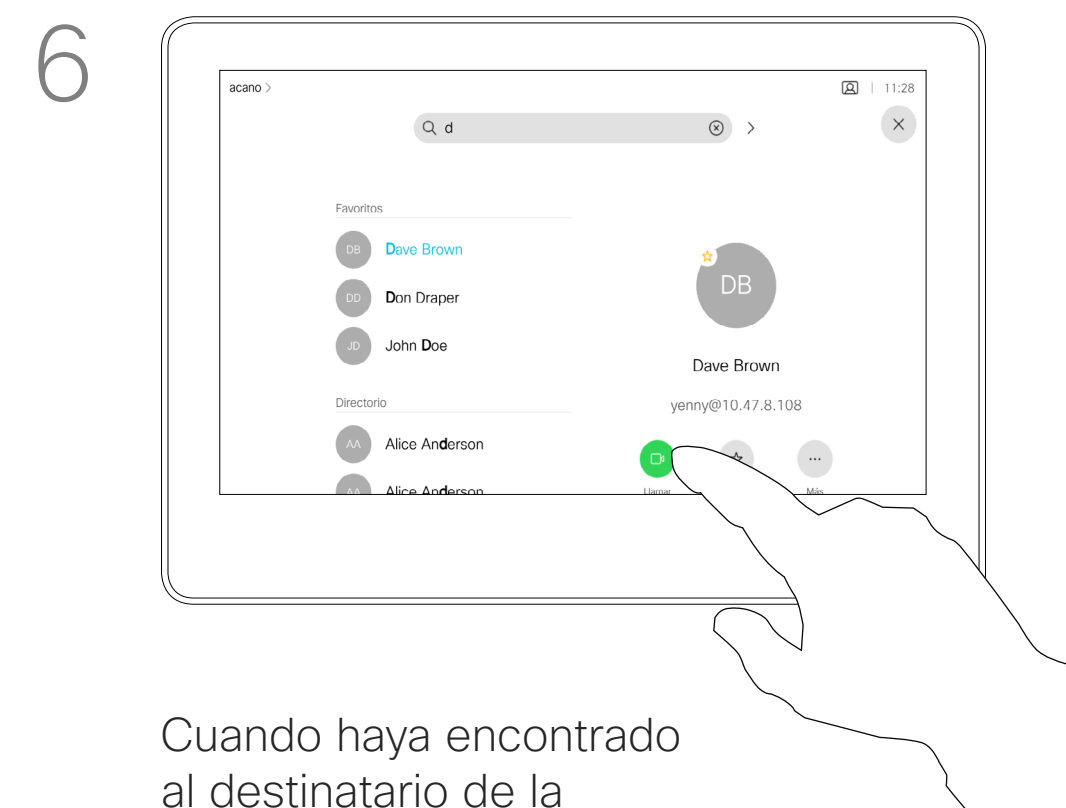 6
acano >
11:28
d
Favoritos
DB
Dave Brown
DD
Don Draper
JD
John Doe
Directorio
AA
Alice Anderson
AA
Alice Anderson
DB
Dave Brown
yenny@10.47.8.108
Llamar
Más
Cuando haya encontrado
al destinatario de la